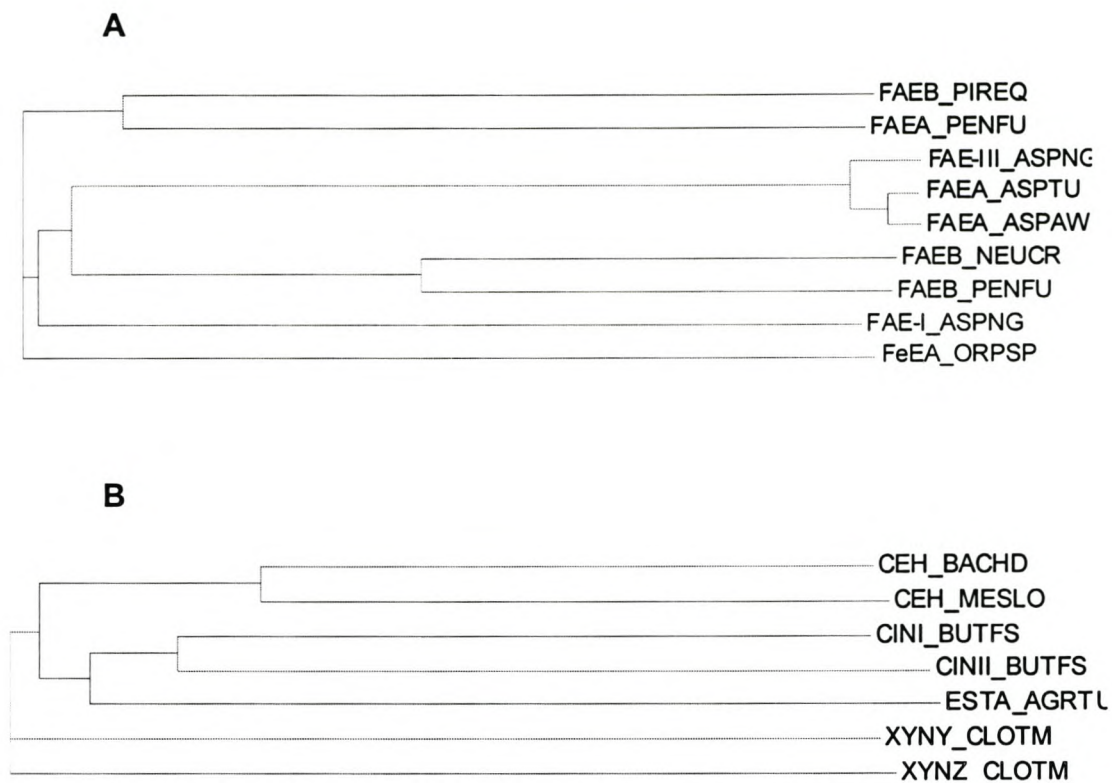 A
FAEB_PIREQ
FAEA_PENFU
FAE-III_ASPNG
FAEA_ASPTU
FAEA_ASPAW
FAEB_NEUCR
FAEB_PENFU
FAE-I_ASPNG
FeEA_ORPSP
B
CEH_BACHD
CEH_MESLO
CINI_BUTFS
CINII_BUTFS
ESTA_AGRTU
XYNY_CLOTM
XYNZ_CLOTM